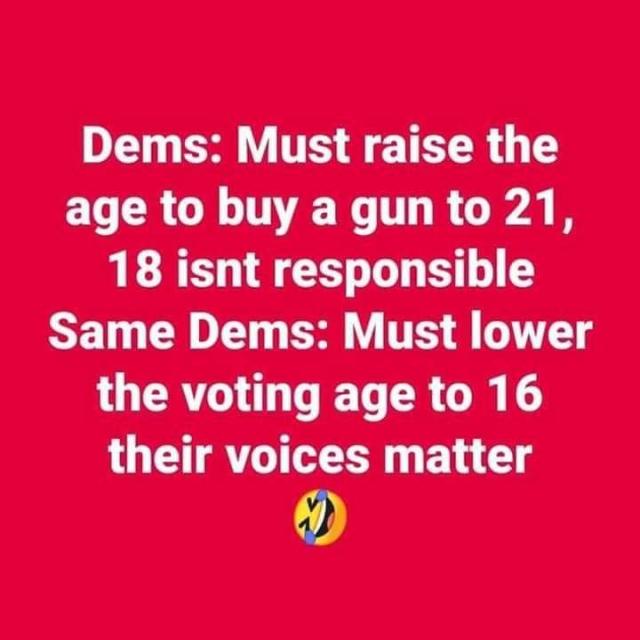 Dems: Must raise the
age to buy a gun to 21,
18 isnt responsible
Same Dems: Must lower
the voting age to 16
their voices matter
🤣